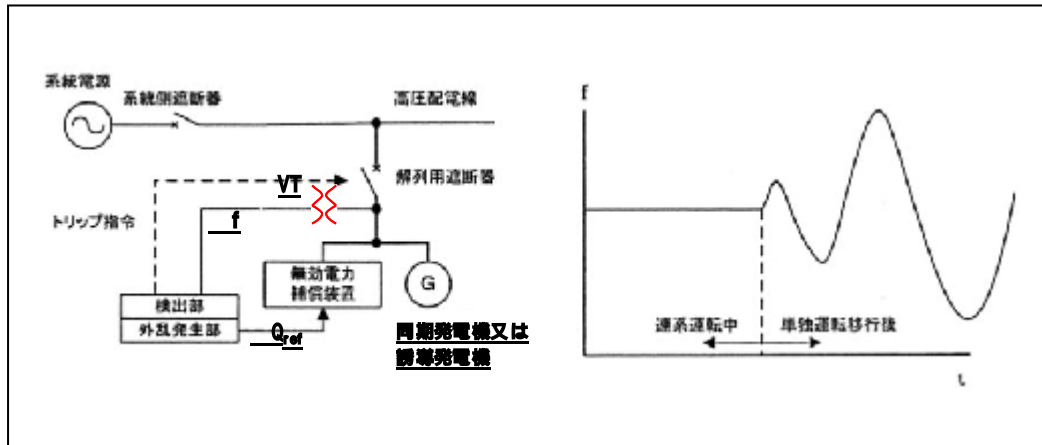 系統電源
系統側遮断器
高圧配電線
解列用遮断器
VT
トリップ指令
f
無効電力
補償装置
G
検出部
外乱発生部
Qref
同期発電機又は
誘導発電機
f
連系運転中
単独運転移行後
t